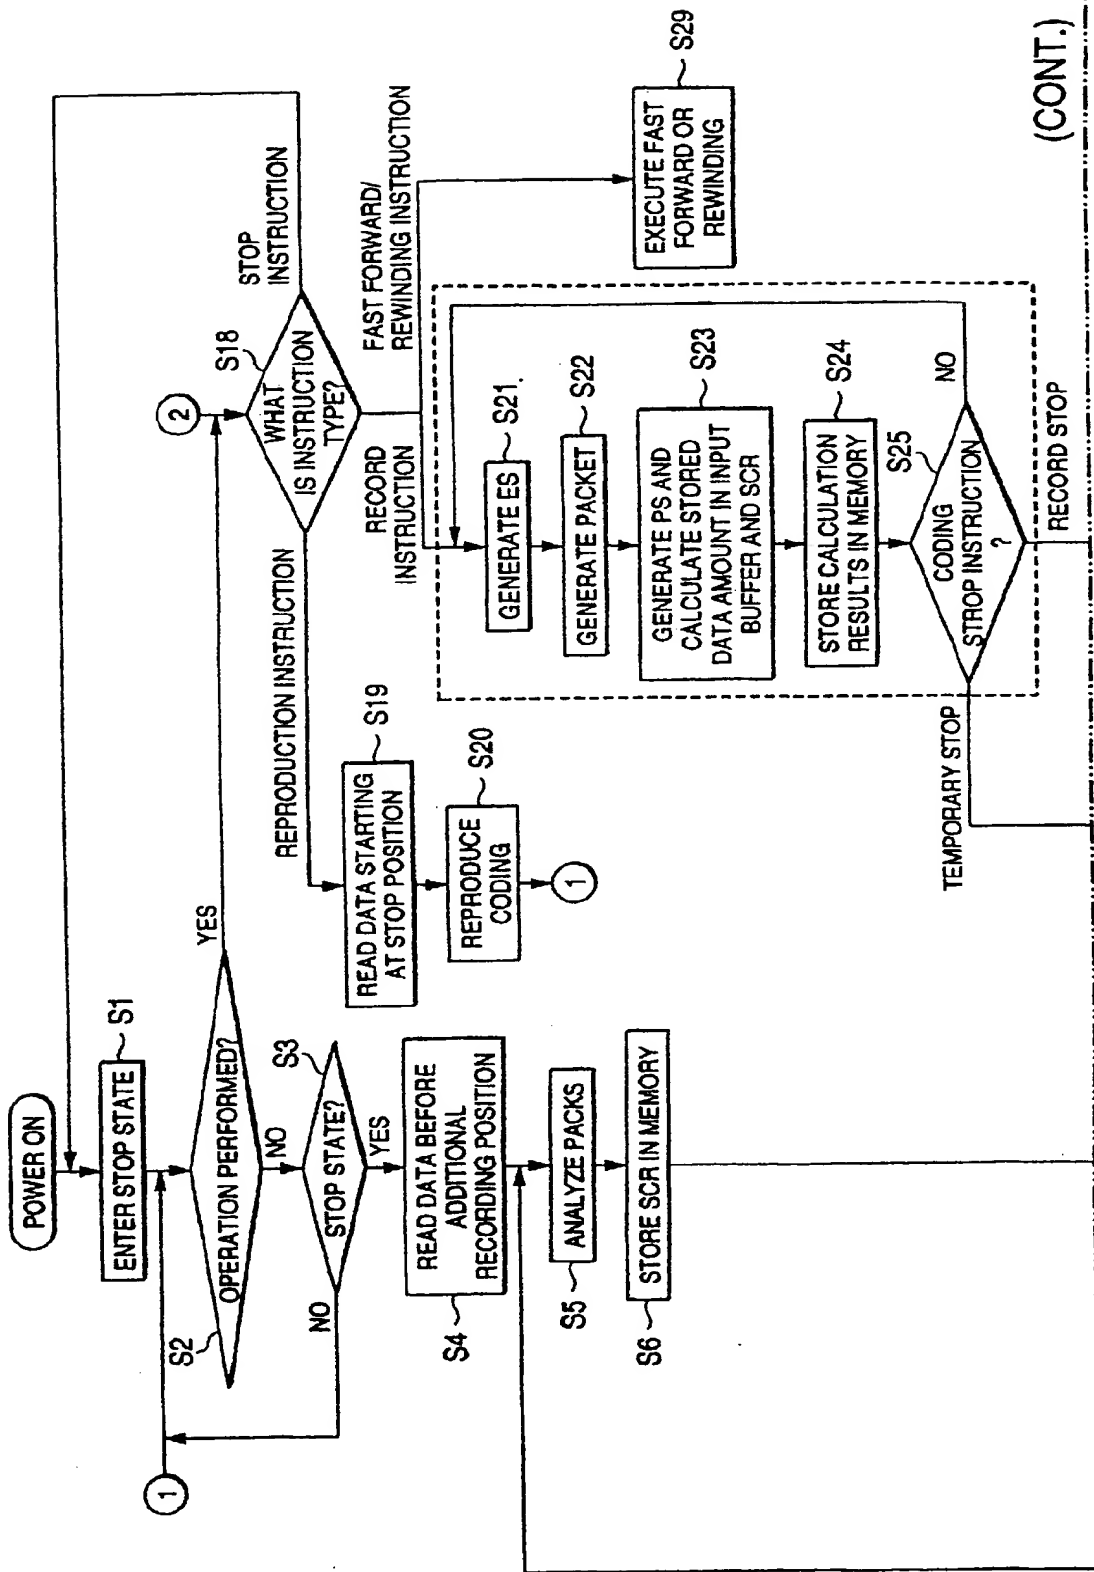 POWER ON
ENTER STOP STATE
S1
OPERATION PERFORMED?
S2
YES
NO
STOP STATE?
S3
NO
YES
1
READ DATA BEFORE
ADDITIONAL
RECORDING POSITION
S4
ANALYZE PACKS
S5
STORE SCR IN MEMORY
S6
2
WHAT
IS INSTRUCTION
TYPE?
S18
STOP
INSTRUCTION
REPRODUCTION INSTRUCTION
READ DATA STARTING
AT STOP POSITION
S19
REPRODUCE
CODING
S20
1
RECORD
INSTRUCTION
FAST FORWARD/
REWINDING INSTRUCTION
EXECUTE FAST
FORWARD OR
REWINDING
S29
GENERATE ES
S21.
GENERATE PACKET
S22
GENERATE PS AND
CALCULATE STORED
DATA AMOUNT IN INPUT
BUFFER AND SCR
S23
STORE CALCULATION
RESULTS IN MEMORY
S24
CODING
STROP INSTRUCTION
?
S25
NO
TEMPORARY STOP
RECORD STOP
(CONT.)